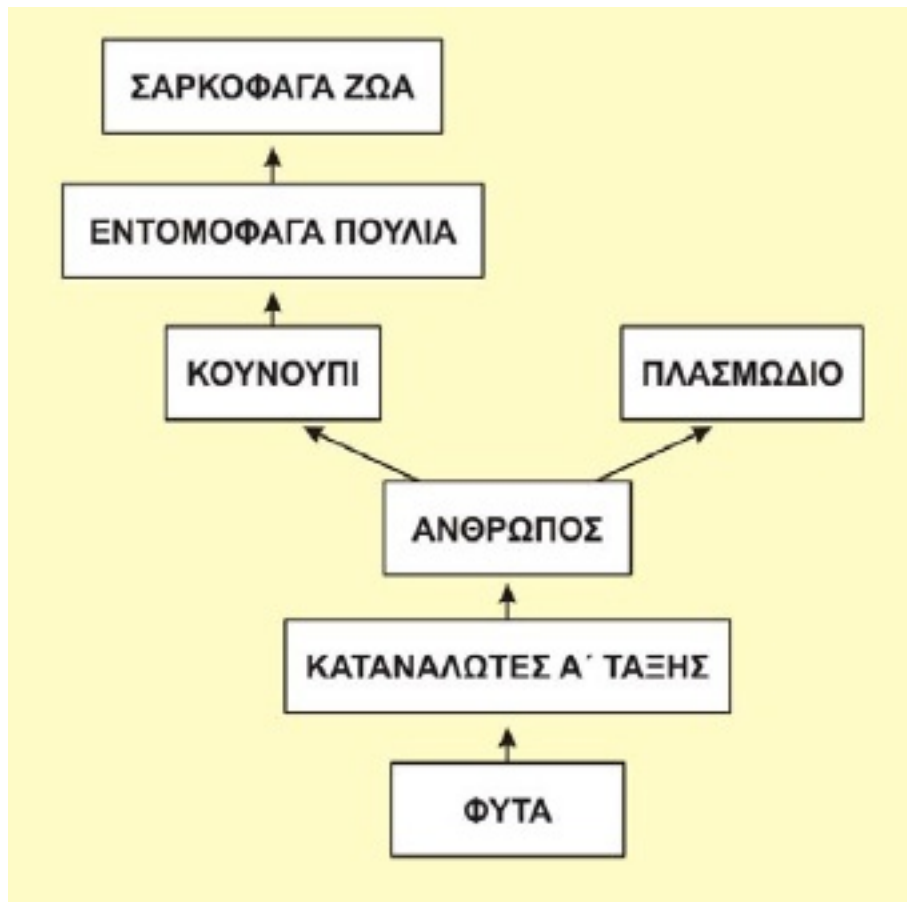 ΣΑΡΚΟΦΑΓΑ ΖΩΑ
ΕΝΤΟΜΟΦΑΓΑ ΠΟΥΛΙΑ
ΚΟΥΝΟΥΠΙ
ΠΛΑΣΜΩΔΙΟ
ΑΝΘΡΩΠΟΣ
ΚΑΤΑΝΑΛΩΤΕΣ Α΄ ΤΑΞΗΣ
ΦΥΤΑ